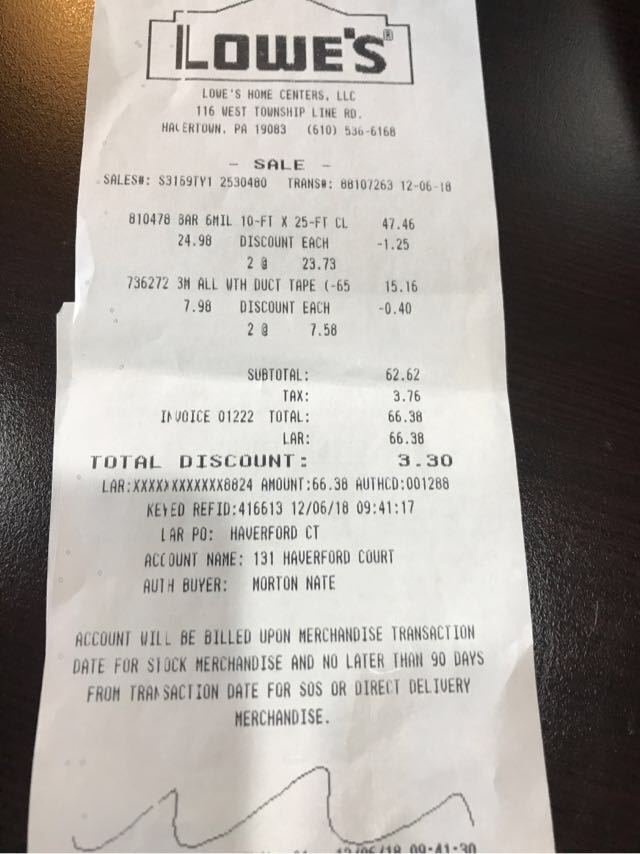 LOWE'S®
LOWE'S HOME CENTERS, LLC
116 WEST TOWNSHIP LINE RD.
HAVERTOWN, PA 19083 (610) 536-6168
- SALE -
SALES#: S3169TY1 2530480 TRANS#: 88107263 12-06-18
810478 BAR 6MIL 10-FT X 25-FT CL 47.46
24.98 DISCOUNT EACH -1.25
2 @ 23.73
736272 3M ALL WTH DUCT TAPE (-65 15.16
7.98 DISCOUNT EACH -0.40
2 @ 7.58
SUBTOTAL: 62.62
TAX: 3.76
INVOICE 01222 TOTAL: 66.38
LAR: 66.38
TOTAL DISCOUNT: 3.30
LAR:XXXXXXXXXXXX8824 AMOUNT:66.38 AUTHCD:001288
KEYED REFID:416613 12/06/18 09:41:17
LAR PO: HAVERFORD CT
ACCOUNT NAME: 131 HAVERFORD COURT
AUTH BUYER: MORTON NATE
ACCOUNT WILL BE BILLED UPON MERCHANDISE TRANSACTION
DATE FOR STOCK MERCHANDISE AND NO LATER THAN 90 DAYS
FROM TRANSACTION DATE FOR SOS OR DIRECT DELIVERY
MERCHANDISE.
12/06/18 09:41:30